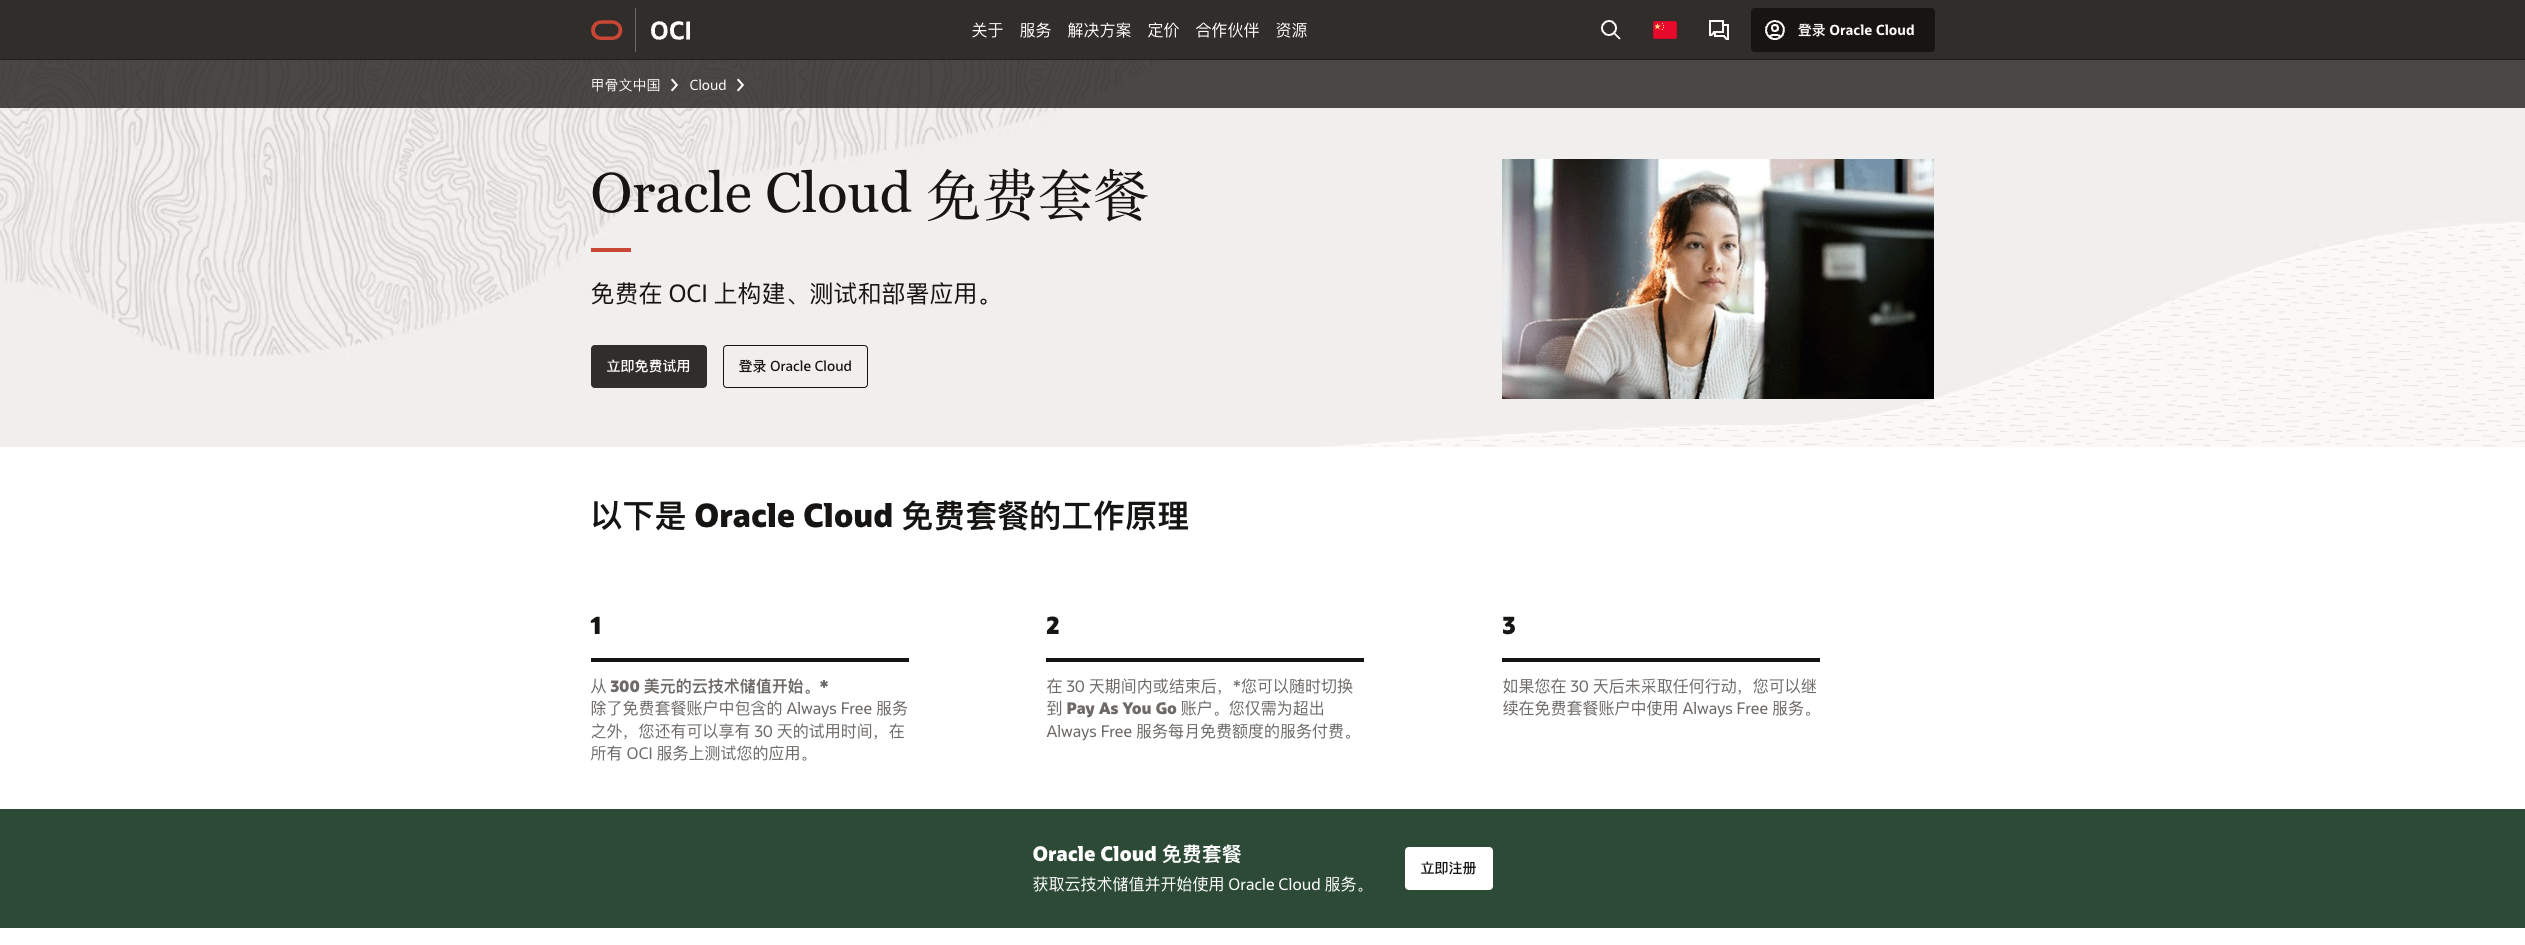 OCI
关于 服务 解决方案 定价 合作伙伴 资源
登录 Oracle Cloud
甲骨文中国 Cloud
Oracle Cloud 免费套餐
免费在 OCI 上构建、测试和部署应用。
立即免费试用
登录 Oracle Cloud
以下是 Oracle Cloud 免费套餐的工作原理
1
从 300 美元的云技术储值开始。*
除了免费套餐账户中包含的 Always Free 服务
之外，您还有可以享有 30 天的试用时间，在
所有 OCI 服务上测试您的应用。
2
在 30 天期间内或结束后，*您可以随时切换
到 Pay As You Go 账户。您仅需为超出
Always Free 服务每月免费额度的服务付费。
3
如果您在 30 天后未采取任何行动，您可以继
续在免费套餐账户中使用 Always Free 服务。
Oracle Cloud 免费套餐
获取云技术储值并开始使用 Oracle Cloud 服务。
立即注册